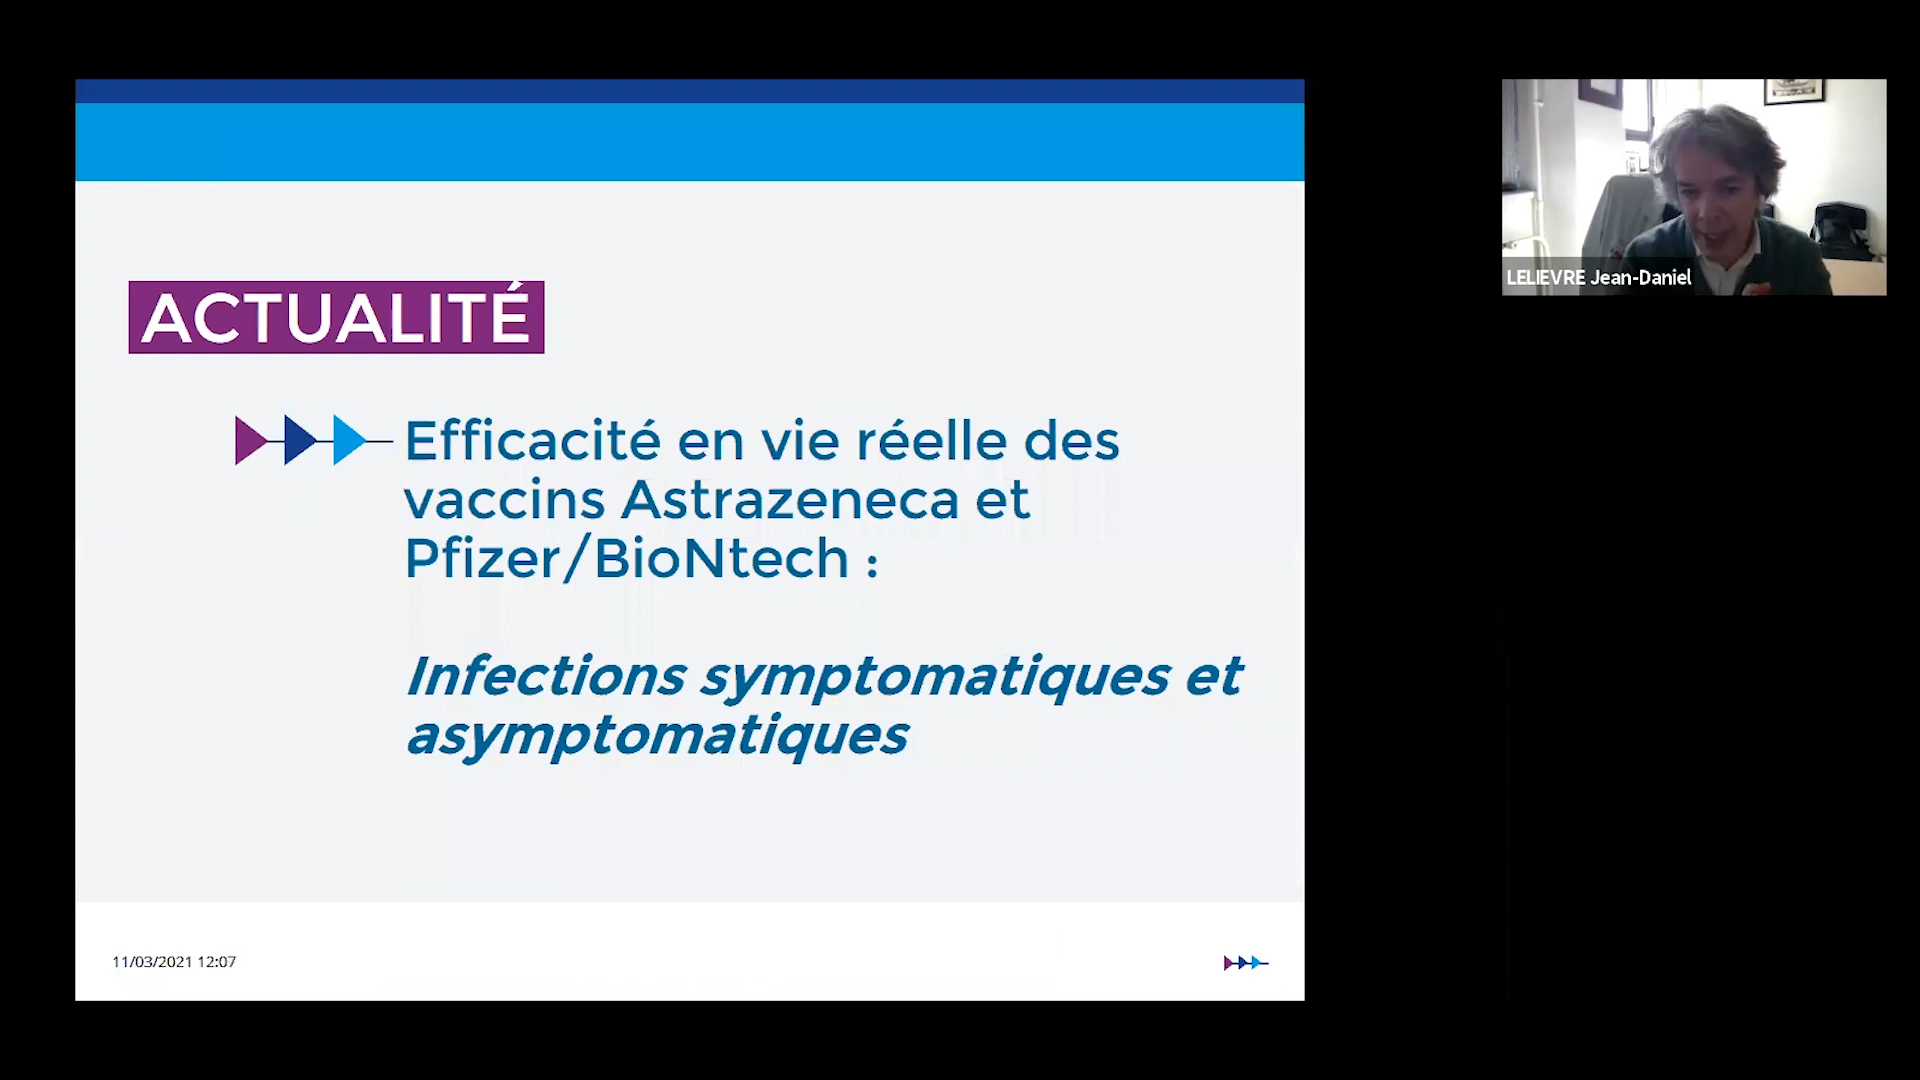 ACTUALITÉ
Efficacité en vie réelle des
vaccins Astrazeneca et
Pfizer/BioNtech :
Infections symptomatiques et
asymptomatiques
11/03/2021 12:07
LELIEVRE Jean-Daniel